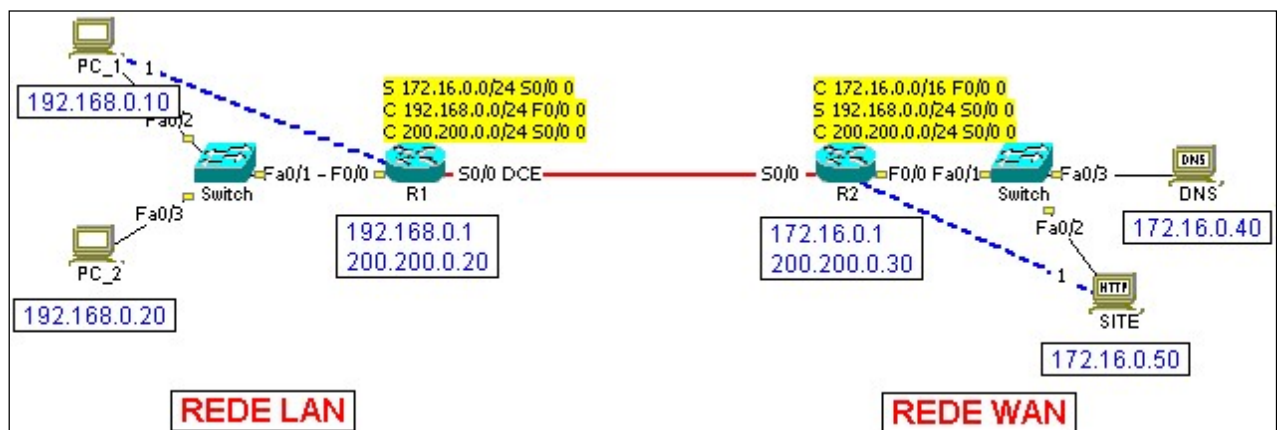 PC_1
1
192.168.0.10
Fa0/2
Switch
Fa0/1 - F0/0
Fa0/3
PC_2
192.168.0.20
S 172.16.0.0/24 S0/0 0
C 192.168.0.0/24 F0/0 0
C 200.200.0.0/24 S0/0 0
R1
S0/0 DCE
192.168.0.1
200.200.0.20
C 172.16.0.0/16 F0/0 0
S 192.168.0.0/24 S0/0 0
C 200.200.0.0/24 S0/0 0
S0/0
R2
F0/0 Fa0/1
172.16.0.1
200.200.0.30
Switch
Fa0/3
DNS
DNS
172.16.0.40
Fa0/2
1
HTTP
SITE
172.16.0.50
REDE LAN
REDE WAN